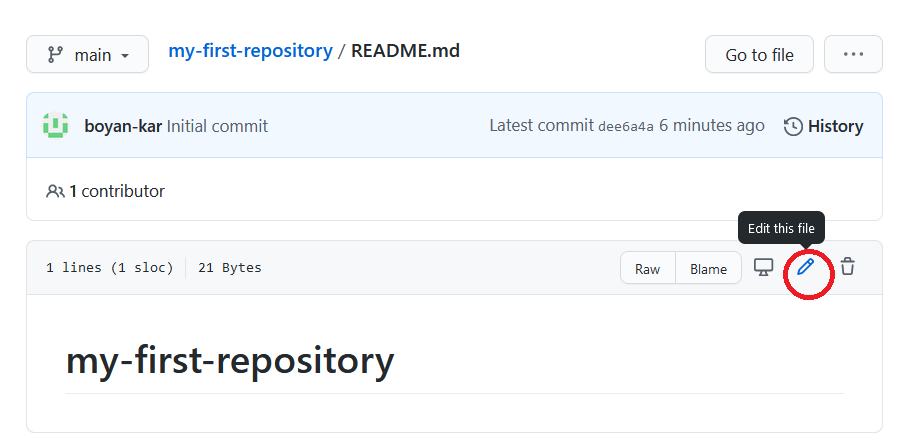 main my-first-repository / README.md Go to file ...
boyan-kar Initial commit Latest commit dee6a4a 6 minutes ago History
1 contributor
Edit this file
1 lines (1 sloc) 21 Bytes Raw Blame
my-first-repository